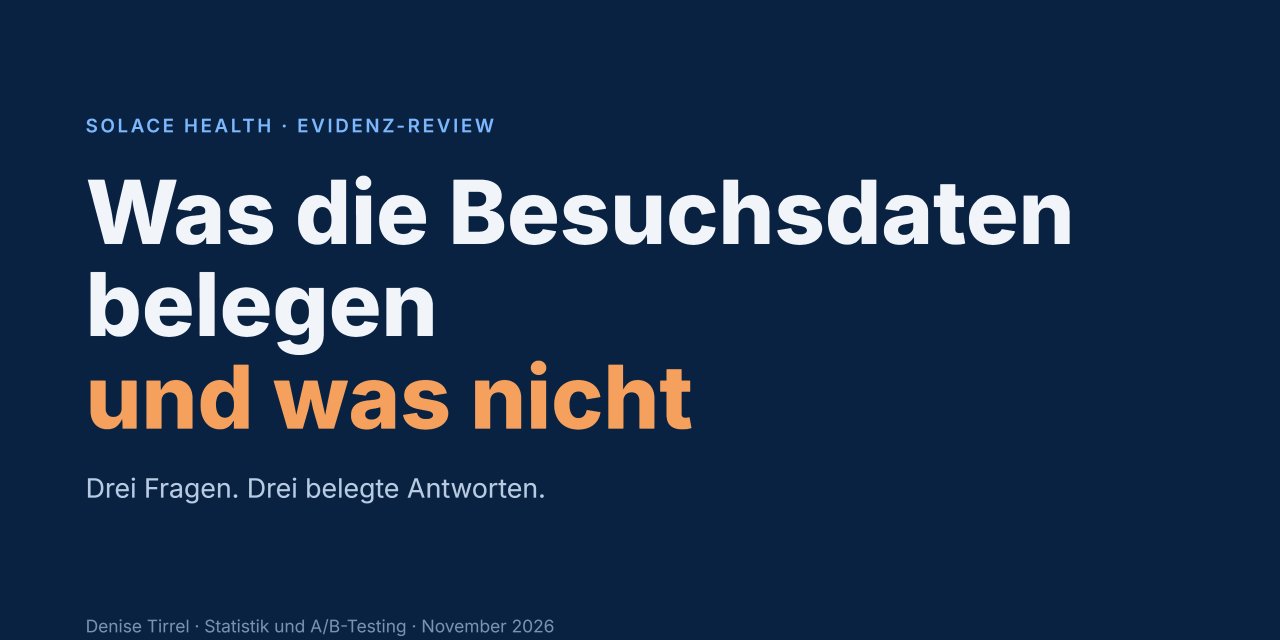 SOLACE HEALTH · EVIDENZ-REVIEW
Was die Besuchsdaten
belegen
und was nicht
Drei Fragen. Drei belegte Antworten.
Denise Tirrel · Statistik und A/B-Testing · November 2026